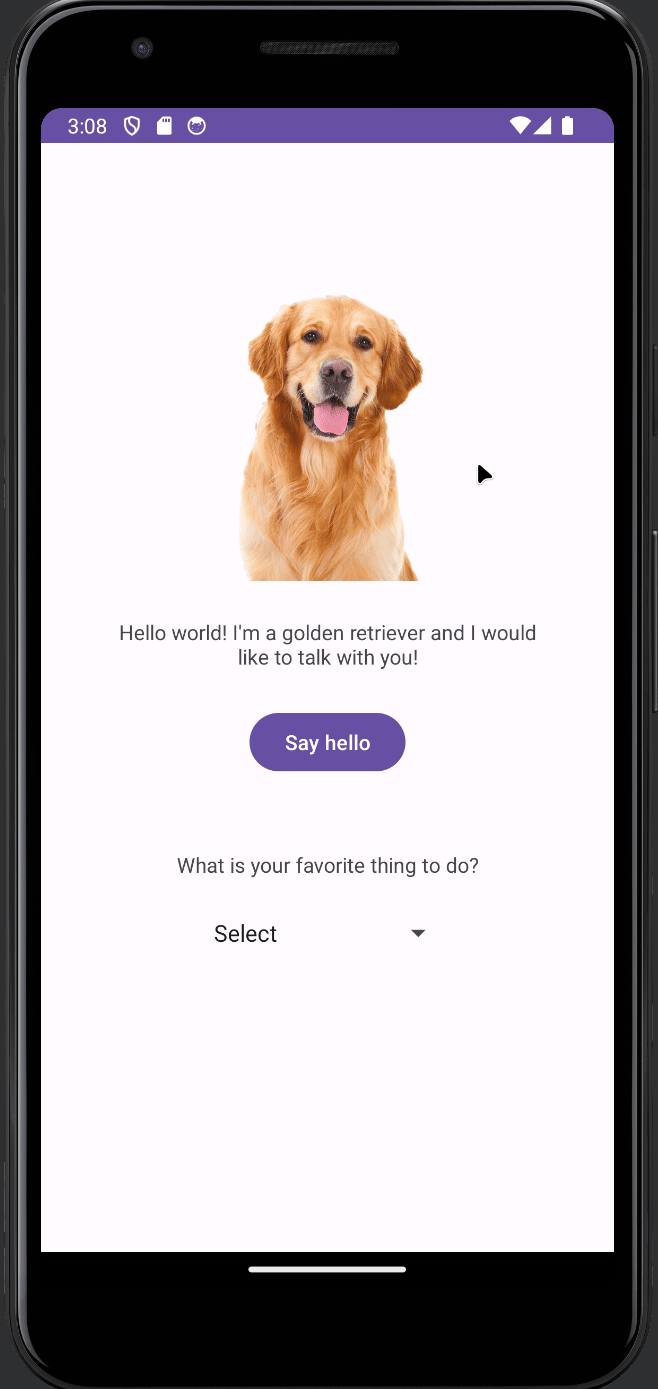 3:08
Hello world! I'm a golden retriever and I would
like to talk with you!
Say hello
What is your favorite thing to do?
Select